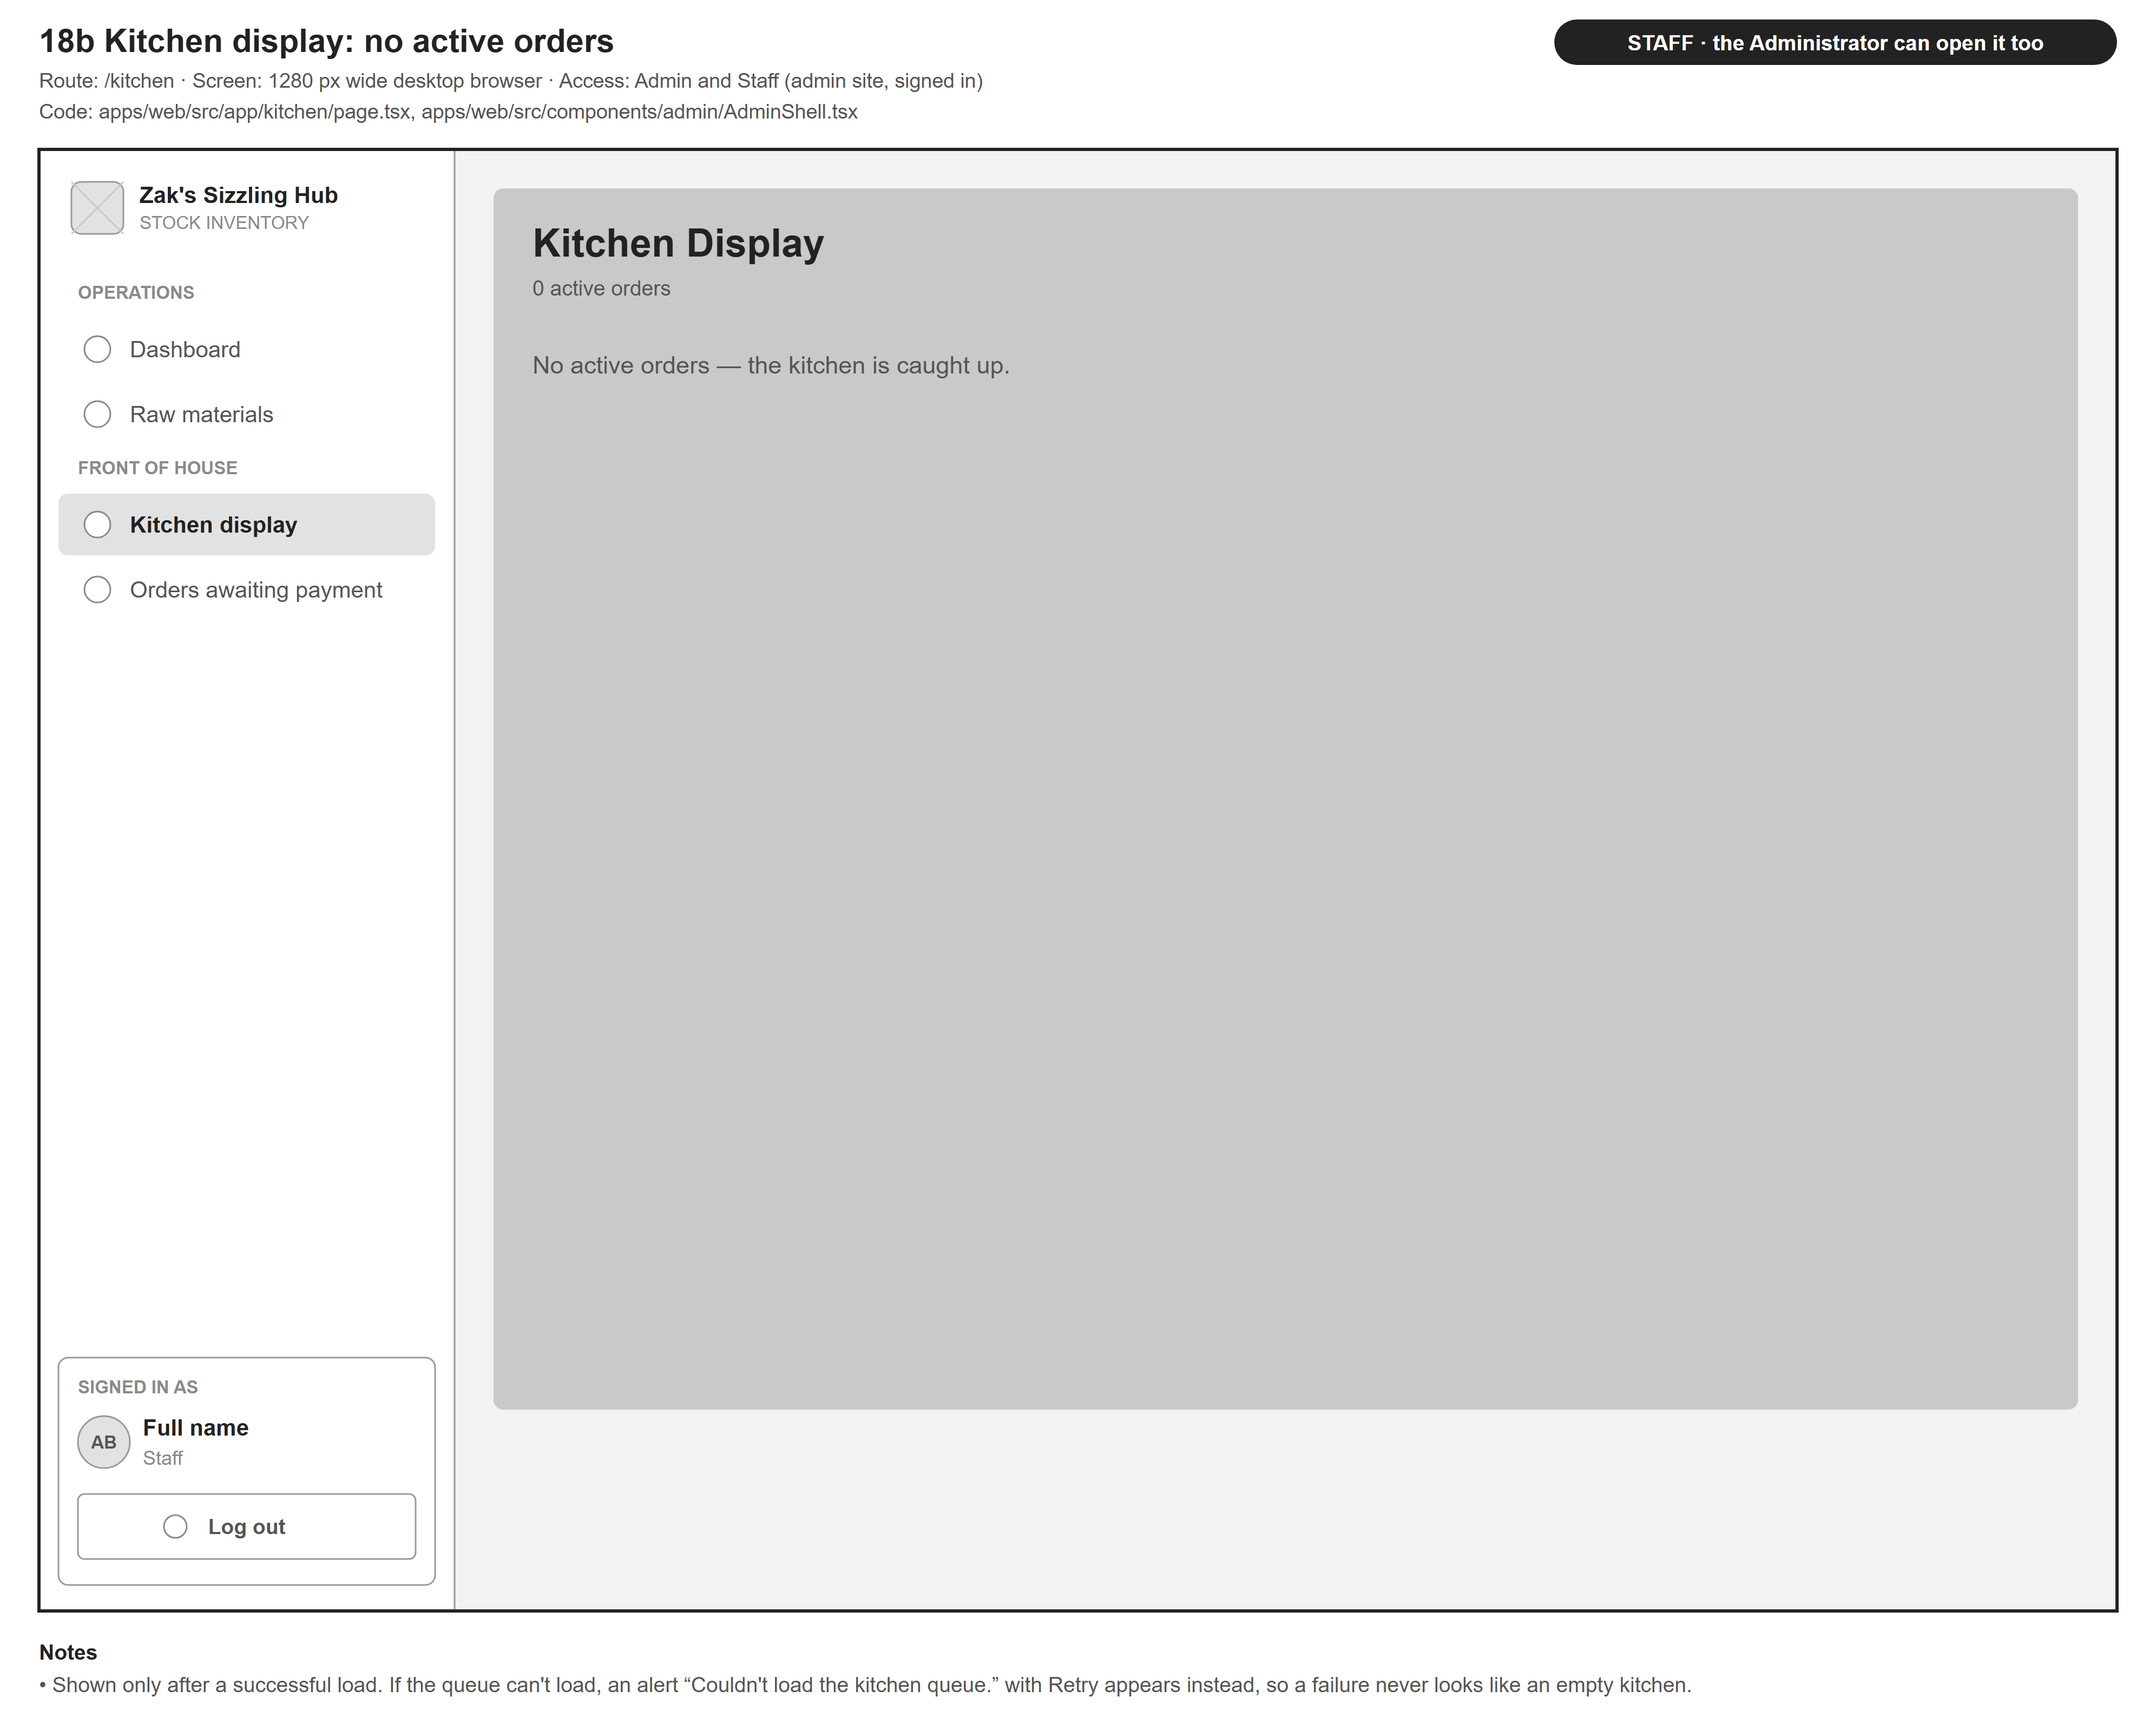 18b Kitchen display: no active orders
STAFF · the Administrator can open it too
Route: /kitchen · Screen: 1280 px wide desktop browser · Access: Admin and Staff (admin site, signed in)
Code: apps/web/src/app/kitchen/page.tsx, apps/web/src/components/admin/AdminShell.tsx
Zak's Sizzling Hub
STOCK INVENTORY
OPERATIONS
Dashboard
Raw materials
FRONT OF HOUSE
Kitchen display
Orders awaiting payment
SIGNED IN AS
AB
Full name
Staff
Log out
Kitchen Display
0 active orders
No active orders — the kitchen is caught up.
Notes
• Shown only after a successful load. If the queue can't load, an alert “Couldn't load the kitchen queue.” with Retry appears instead, so a failure never looks like an empty kitchen.